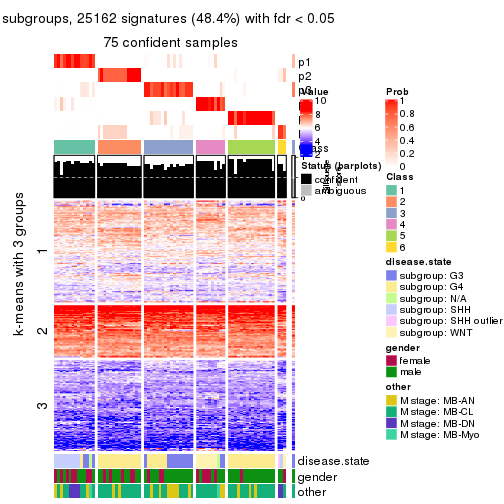 subgroups, 25162 signatures (48.4%) with fdr < 0.05
75 confident samples
p1
p2
Value
10
8
6
4
2
Prob
1
0.8
0.6
0.4
0.2
0
Status (barplots)
confident
ambiguous
Class
1
2
3
4
5
6
k-means with 3 groups
1
2
3
disease.state
subgroup: G3
subgroup: G4
subgroup: N/A
subgroup: SHH
subgroup: SHH outlier
subgroup: WNT
gender
female
male
other
M stage: MB-AN
M stage: MB-CL
M stage: MB-DN
M stage: MB-Myo
disease.state
gender
other